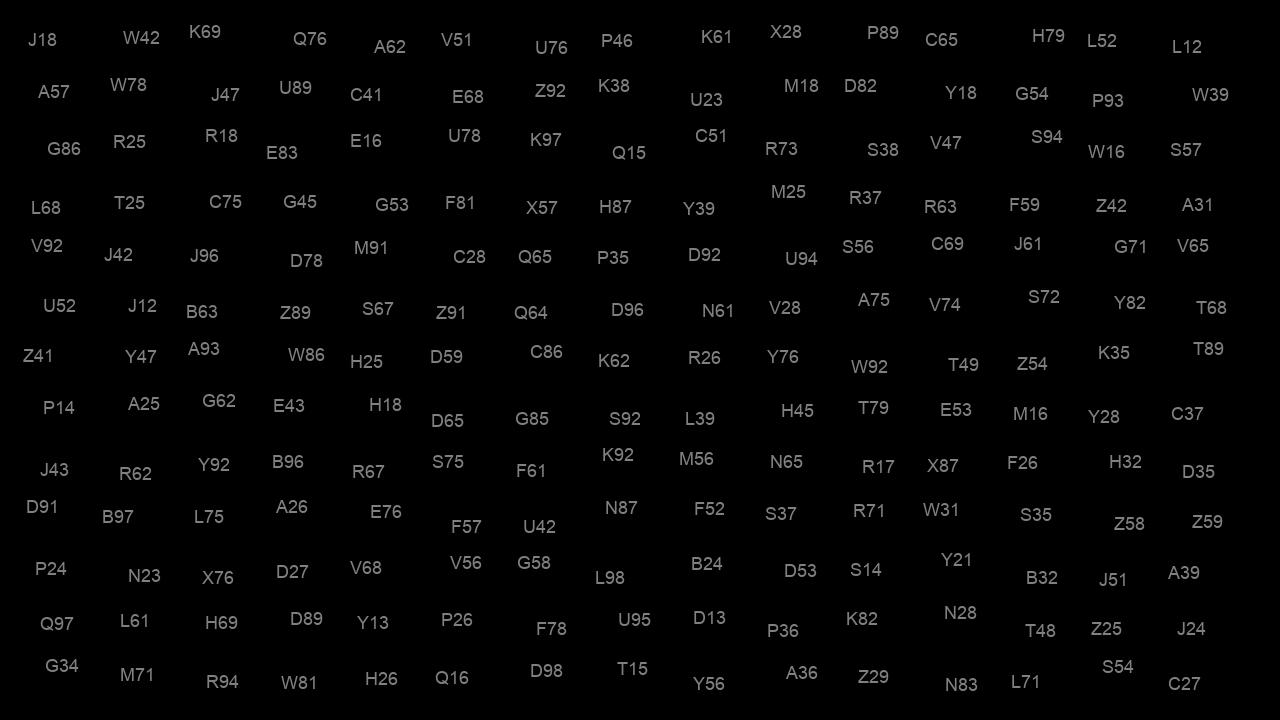 J18 W42 K69 Q76 A62 V51 U76 P46 K61 X28 P89 C65 H79 L52 L12
A57 W78 J47 U89 C41 E68 Z92 K38 U23 M18 D82 Y18 G54 P93 W39
G86 R25 R18 E83 E16 U78 K97 Q15 C51 R73 S38 V47 S94 W16 S57
L68 T25 C75 G45 G53 F81 X57 H87 Y39 M25 R37 R63 F59 Z42 A31
V92 J42 J96 D78 M91 C28 Q65 P35 D92 U94 S56 C69 J61 G71 V65
U52 J12 B63 Z89 S67 Z91 Q64 D96 N61 V28 A75 V74 S72 Y82 T68
Z41 Y47 A93 W86 H25 D59 C86 K62 R26 Y76 W92 T49 Z54 K35 T89
P14 A25 G62 E43 H18 D65 G85 S92 L39 H45 T79 E53 M16 Y28 C37
J43 R62 Y92 B96 R67 S75 F61 K92 M56 N65 R17 X87 F26 H32 D35
D91 B97 L75 A26 E76 F57 U42 N87 F52 S37 R71 W31 S35 Z58 Z59
P24 N23 X76 D27 V68 V56 G58 L98 B24 D53 S14 Y21 B32 J51 A39
Q97 L61 H69 D89 Y13 P26 F78 U95 D13 P36 K82 N28 T48 Z25 J24
G34 M71 R94 W81 H26 Q16 D98 T15 Y56 A36 Z29 N83 L71 S54 C27